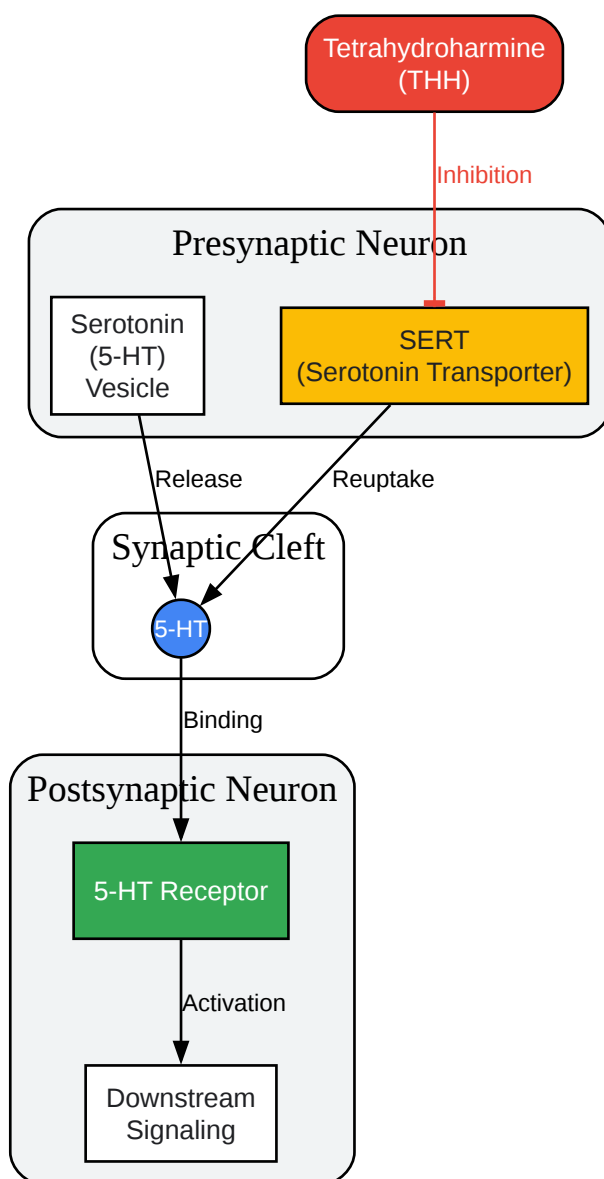 Tetrahydroharmine
(THH)
Inhibition
Presynaptic Neuron
Serotonin
(5-HT)
Vesicle
SERT
(Serotonin Transporter)
Release
Reuptake
Synaptic Cleft
5-HT
Binding
Postsynaptic Neuron
5-HT Receptor
Activation
Downstream
Signaling